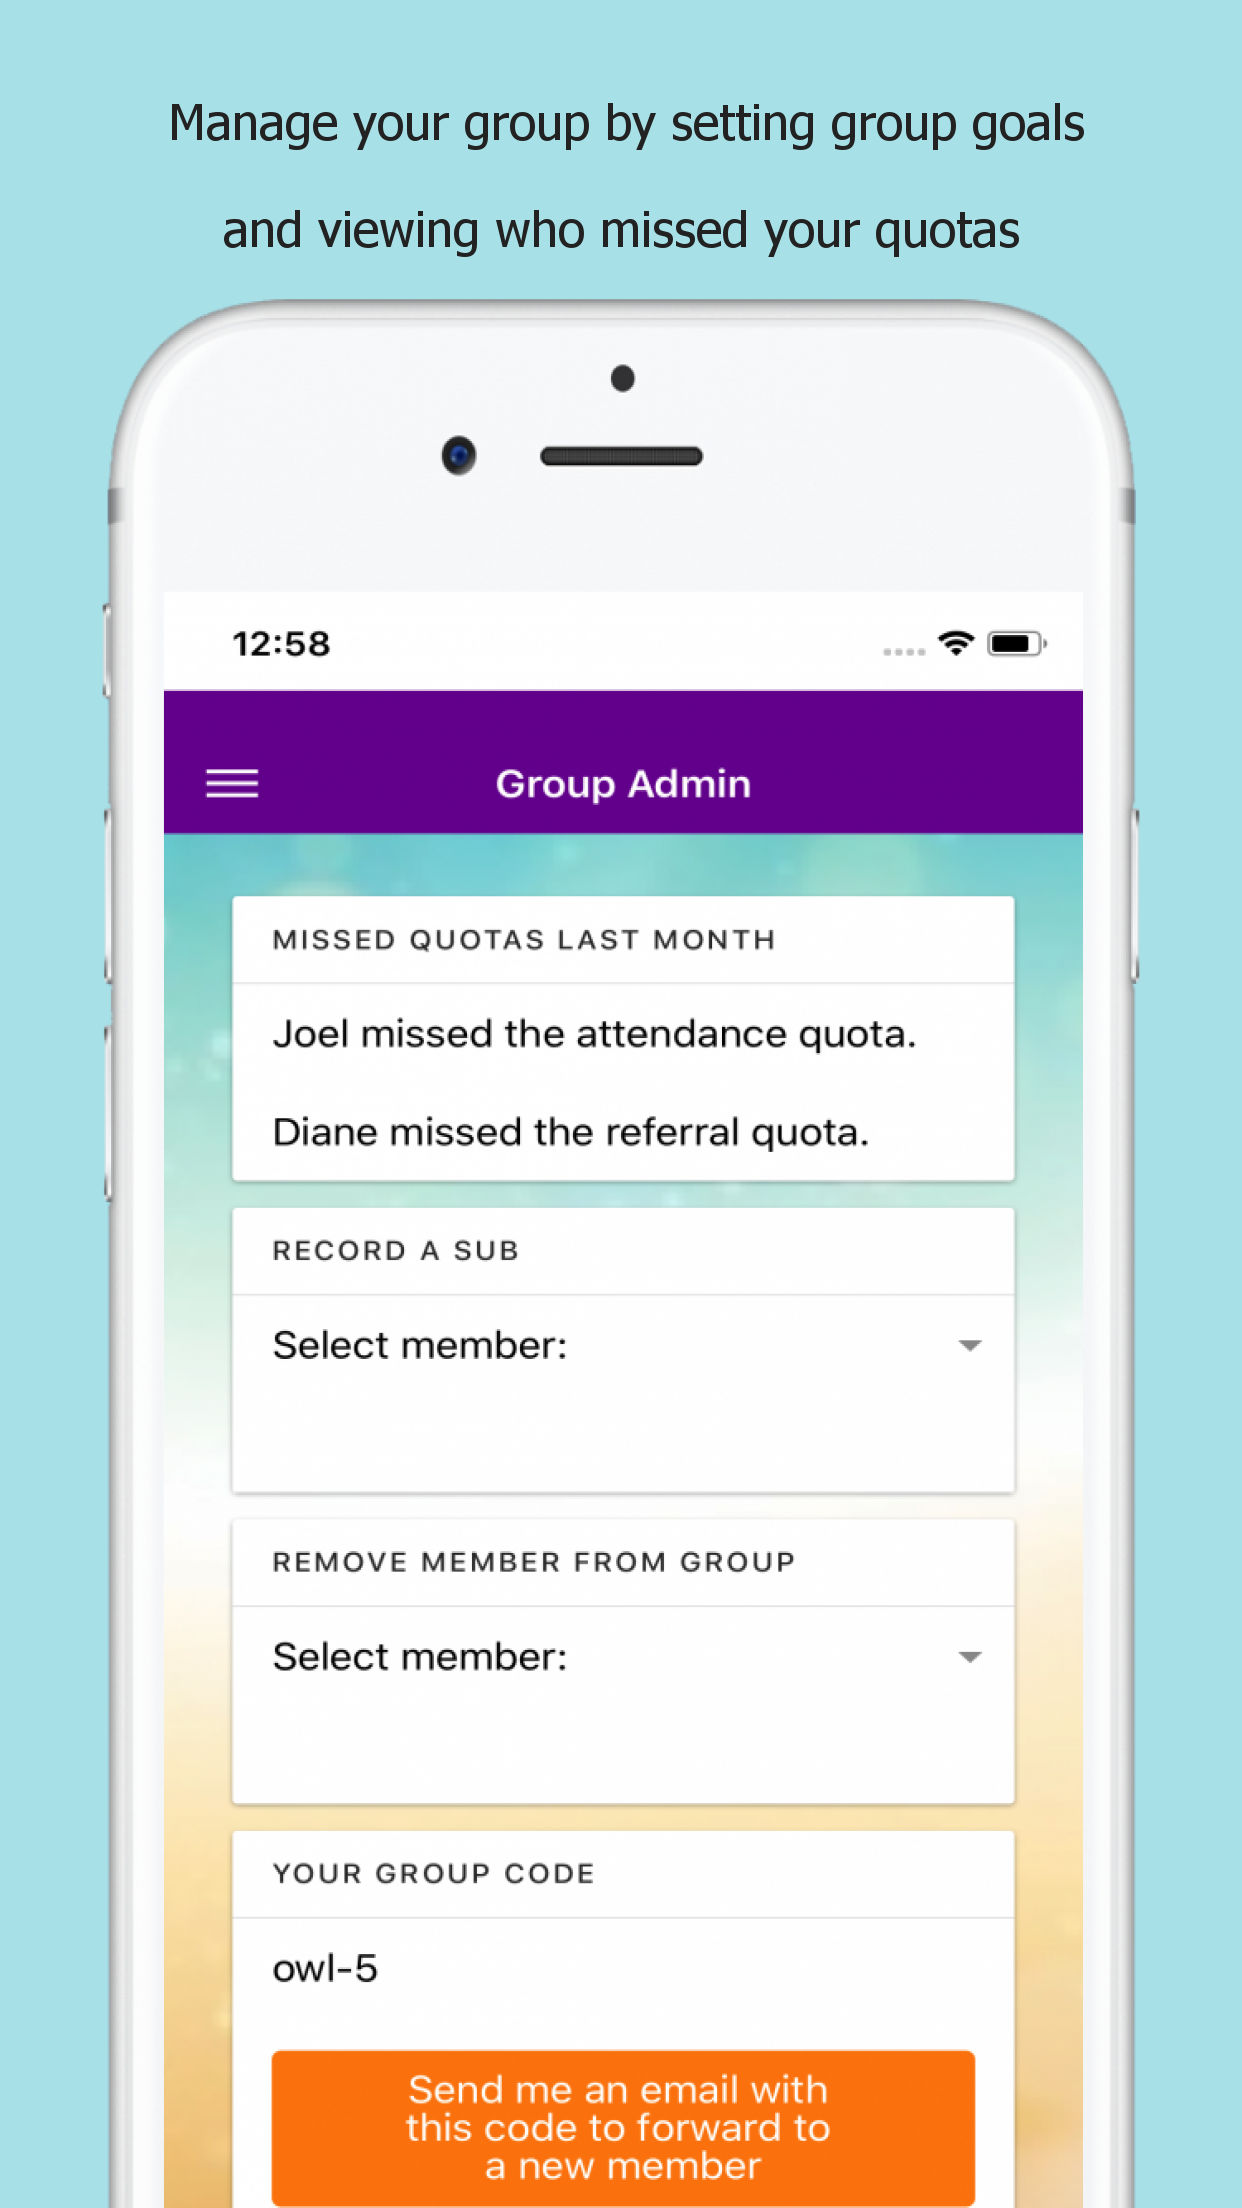 Manage your group by setting group goals
and viewing who missed your quotas
12:58
Group Admin
MISSED QUOTAS LAST MONTH
Joel missed the attendance quota.
Diane missed the referral quota.
RECORD A SUB
Select member:
REMOVE MEMBER FROM GROUP
Select member:
YOUR GROUP CODE
owl-5
Send me an email with
this code to forward to
a new member